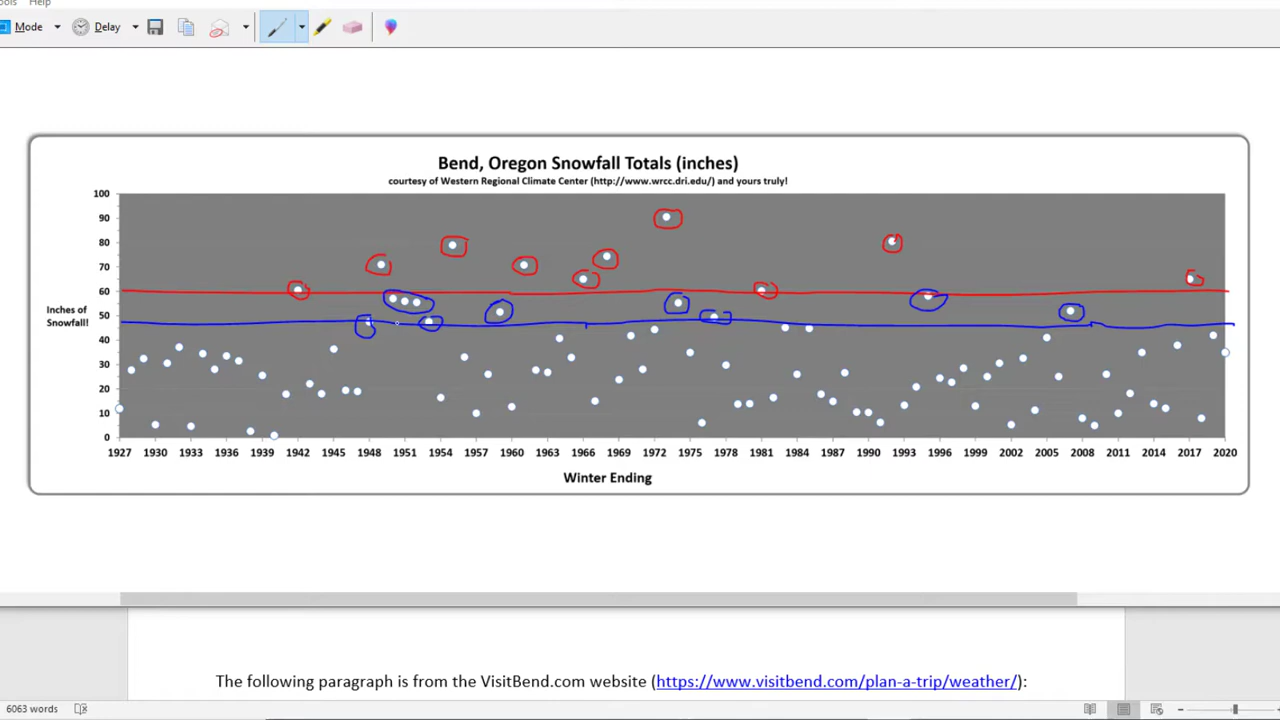 ols Help
Mode Delay
Bend, Oregon Snowfall Totals (inches)
courtesy of Western Regional Climate Center (http://www.wrcc.dri.edu/) and yours truly!
100
90
80
70
60
50
40
30
20
10
0
Inches of
Snowfall!
1927 1930 1933 1936 1939 1942 1945 1948 1951 1954 1957 1960 1963 1966 1969 1972 1975 1978 1981 1984 1987 1990 1993 1996 1999 2002 2005 2008 2011 2014 2017 2020
Winter Ending
The following paragraph is from the VisitBend.com website (https://www.visitbend.com/plan-a-trip/weather/):
6063 words